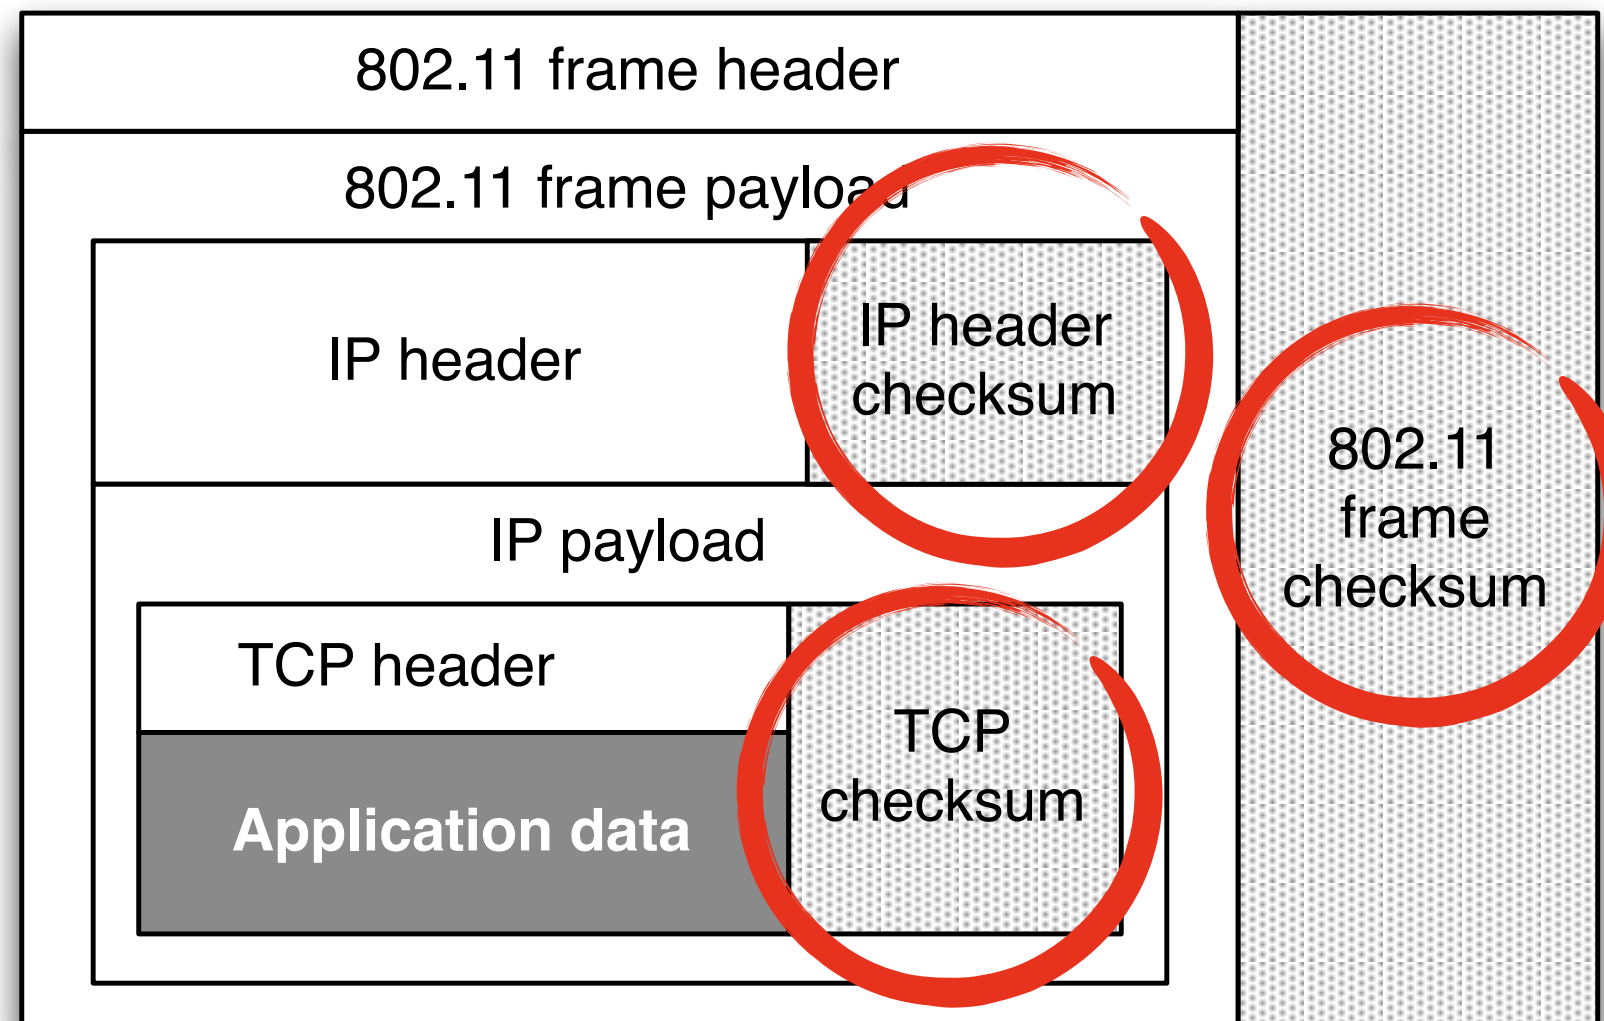 802.11 frame header
802.11 frame payload
IP header
IP header
checksum
802.11
frame
checksum
IP payload
TCP header
TCP
checksum
Application data